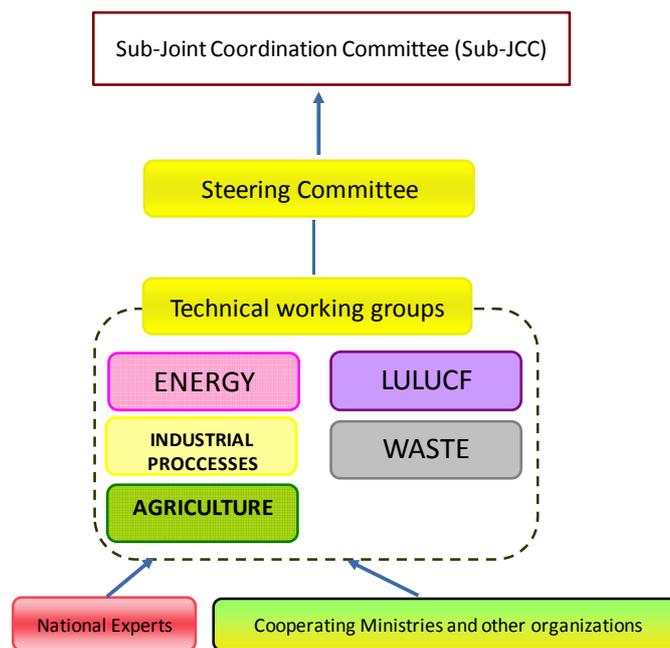 Sub-Joint Coordination Committee (Sub-JCC)
Steering Committee
Technical working groups
ENERGY
LULUCF
INDUSTRIAL
PROCCESSES
WASTE
AGRICULTURE
National Experts
Cooperating Ministries and other organizations